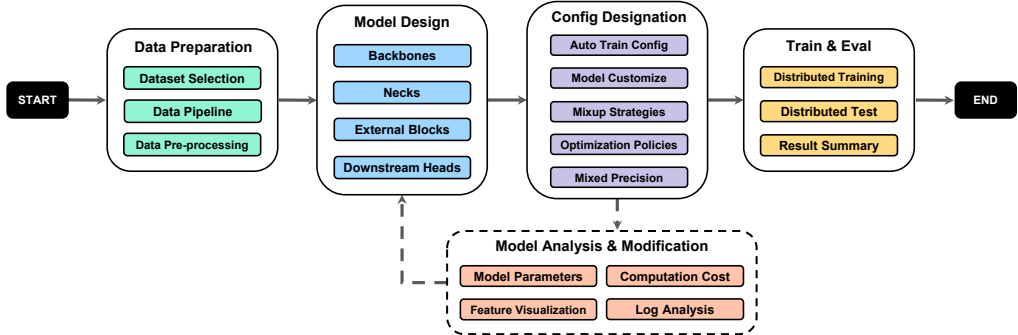 START
Data Preparation
Dataset Selection
Data Pipeline
Data Pre-processing
Model Design
Backbones
Necks
External Blocks
Downstream Heads
Config Designation
Auto Train Config
Model Customize
Mixup Strategies
Optimization Policies
Mixed Precision
Train & Eval
Distributed Training
Distributed Test
Result Summary
END
Model Analysis & Modification
Model Parameters
Computation Cost
Feature Visualization
Log Analysis